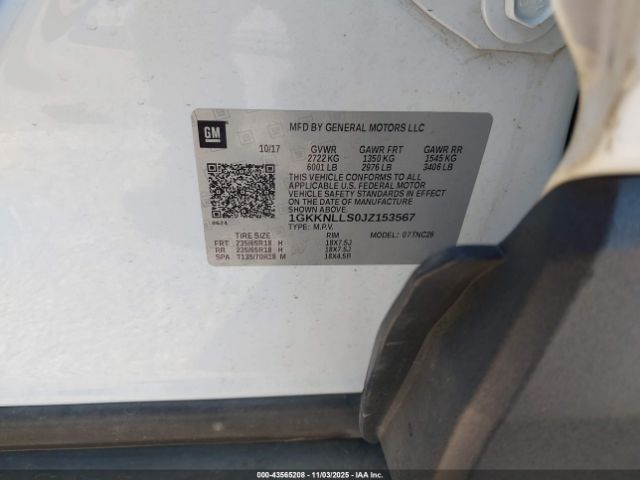 GM
MFD BY GENERAL MOTORS LLC
10/17 GVWR GAWR FRT GAWR RR
2722 KG 1350 KG 1545 KG
6001 LB 2976 LB 3406 LB
THIS VEHICLE CONFORMS TO ALL
APPLICABLE U.S. FEDERAL MOTOR
VEHICLE SAFETY STANDARDS IN EFFECT
ON THE DATE OF MANUFACTURE
SHOWN ABOVE.
1GKKNLLS0JZ153567
TYPE: M.P.V. MODEL: 07TNC26
TIRE SIZE RIM
FRT 235/65R18 H 18X7.5J
RR 235/65R18 H 18X7.5J
SPA T135/70R18 M 18X4.5B
000-43565208 - 11/03/2025 - IAAI.COM